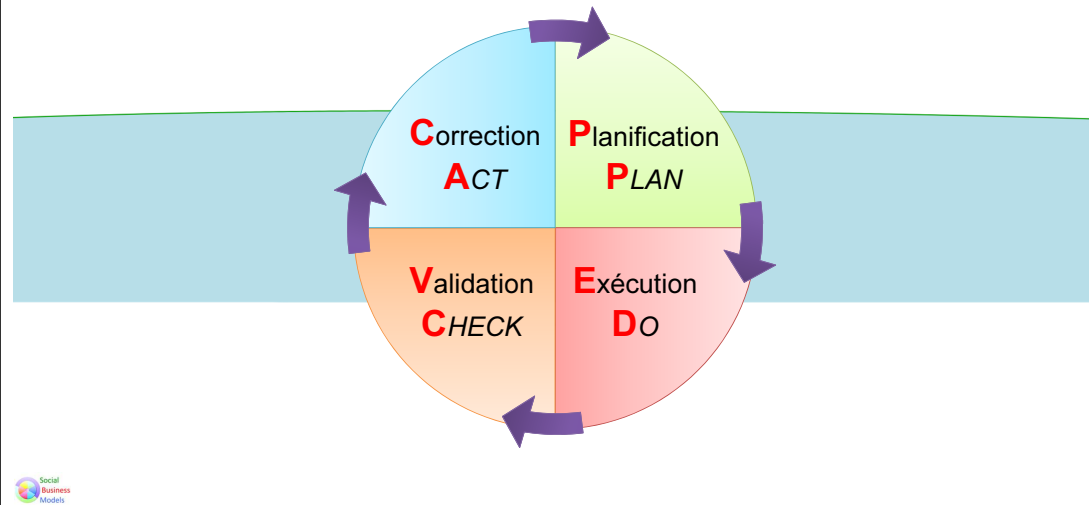 Correction
ACT
Planification
PLAN
Validation
CHECK
Exécution
DO
Social
Business
Models